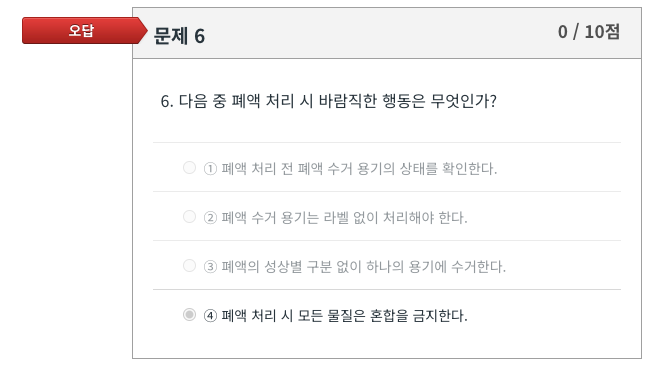 오답
문제 6
0 / 10점
6. 다음 중 폐액 처리 시 바람직한 행동은 무엇인가?
① 폐액 처리 전 폐액 수거 용기의 상태를 확인한다.
② 폐액 수거 용기는 라벨 없이 처리해야 한다.
③ 폐액의 성상별 구분 없이 하나의 용기에 수거한다.
④ 폐액 처리 시 모든 물질은 혼합을 금지한다.